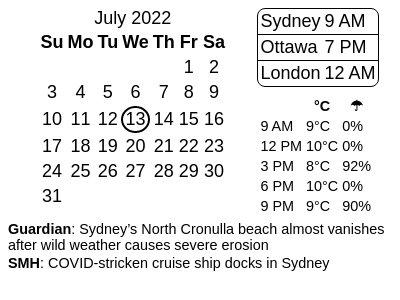 July 2022
Su Mo Tu We Th Fr Sa
1 2
3 4 5 6 7 8 9
10 11 12 13 14 15 16
17 18 19 20 21 22 23
24 25 26 27 28 29 30
31
Sydney 9 AM
Ottawa 7 PM
London 12 AM
°C ☂
9 AM 9°C 0%
12 PM 10°C 0%
3 PM 8°C 92%
6 PM 10°C 0%
9 PM 9°C 90%
Guardian: Sydney's North Cronulla beach almost vanishes
after wild weather causes severe erosion
SMH: COVID-stricken cruise ship docks in Sydney